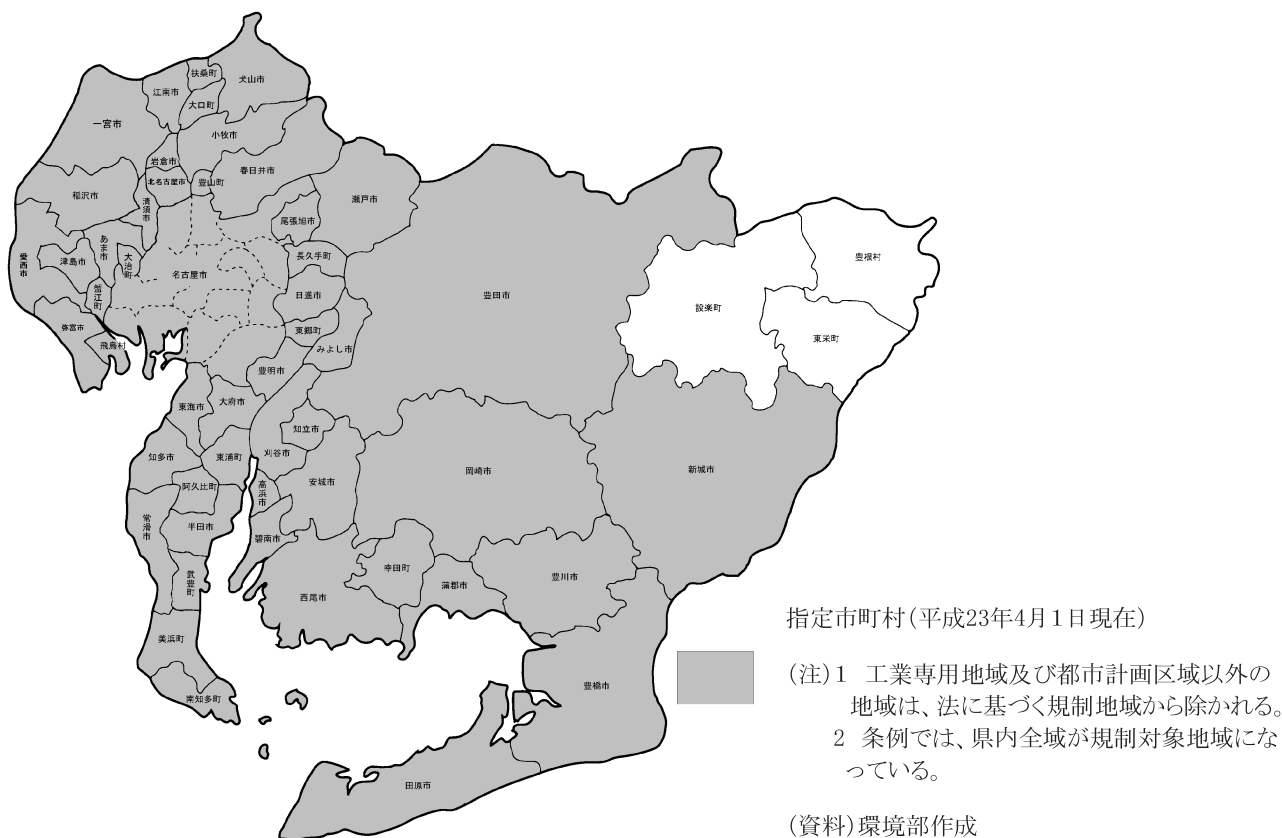 扶桑町
犬山市
江南市
大口町
一宮市
小牧市
岩倉市
春日井市
北名古屋市
豊山町
稲沢市
瀬戸市
清須市
尾張旭市
あま市
愛西市
津島市
大治町
長久手町
名古屋市
豊根村
蟹江町
日進市
豊田市
設楽町
弥富市
東郷町
東栄町
飛島村
みよし市
豊明市
東海市
大府市
知立市
知多市
東浦町
刈谷市
岡崎市
新城市
安城市
阿久比町
高浜市
常滑市
半田市
碧南市
幸田町
豊川市
武豊町
蒲郡市
西尾市
美浜町
豊橋市
南知多町
田原市
指定市町村(平成23年4月1日現在)
(注)1 工業専用地域及び都市計画区域以外の
地域は、法に基づく規制地域から除かれる。
2 条例では、県内全域が規制対象地域にな
っている。
(資料)環境部作成